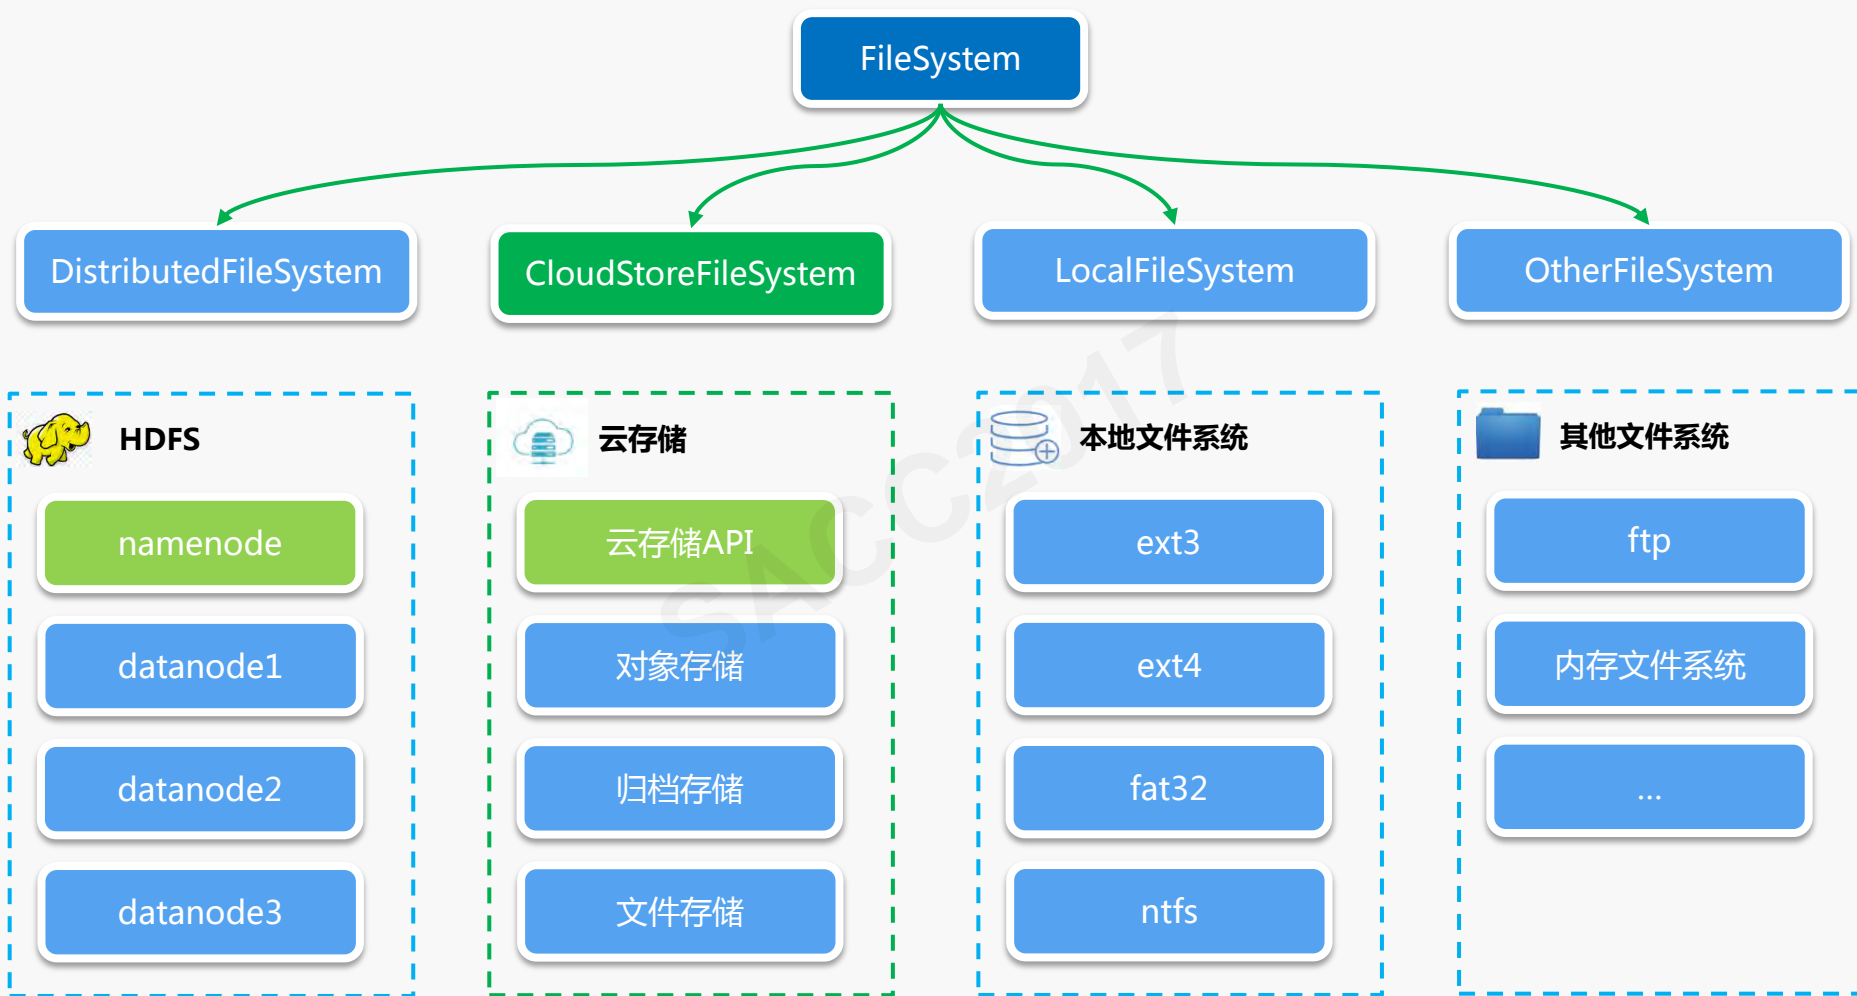 FileSystem
DistributedFileSystem
CloudStoreFileSystem
LocalFileSystem
OtherFileSystem
HDFS
namenode
datanode1
datanode2
datanode3
云存储
云存储API
对象存储
归档存储
文件存储
本地文件系统
ext3
ext4
fat32
ntfs
其他文件系统
ftp
内存文件系统
...
SACC2017